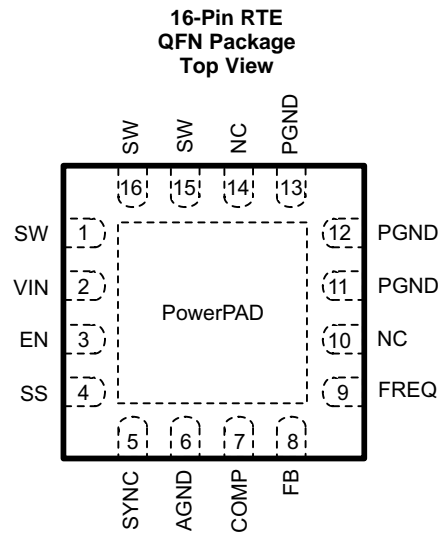 16-Pin RTE
QFN Package
Top View
SW
SW
NC
PGND
16
15
14
13
SW 1
12 PGND
VIN 2
11 PGND
PowerPAD
EN 3
10 NC
SS 4
9 FREQ
5
6
7
8
SYNC
AGND
COMP
FB